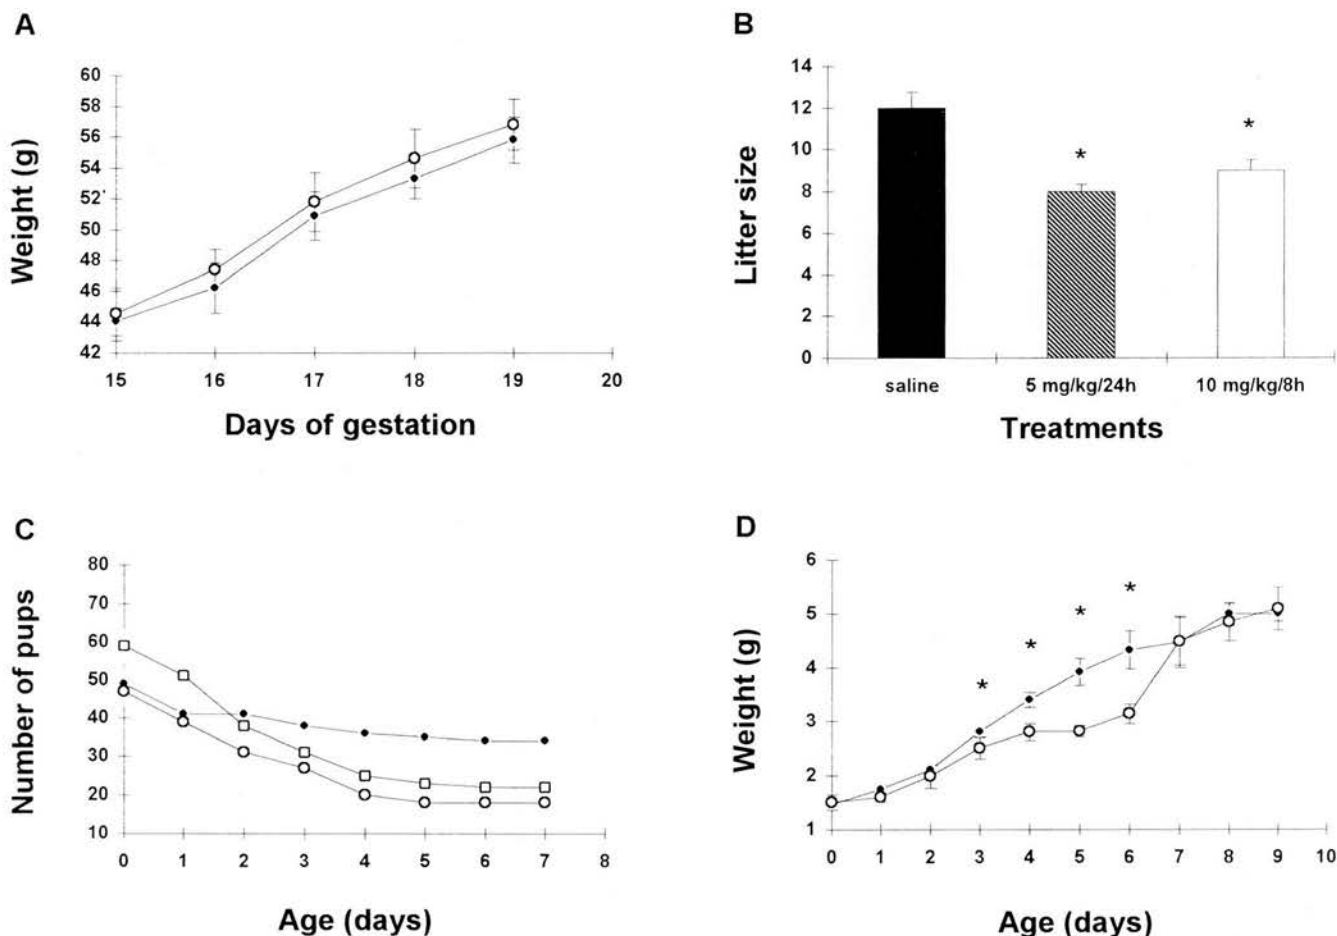 A
Weight (g)
60
58
56
54
52
50
48
46
44
42
15 16 17 18 19 20
Days of gestation
B
Litter size
14
12
10
8
6
4
2
0
* *
saline 5 mg/kg/24h 10 mg/kg/8h
Treatments
C
Number of pups
80
70
60
50
40
30
20
10
0 1 2 3 4 5 6 7 8
Age (days)
D
Weight (g)
6
5
4
3
2
1
* * * *
0 1 2 3 4 5 6 7 8 9 10
Age (days)